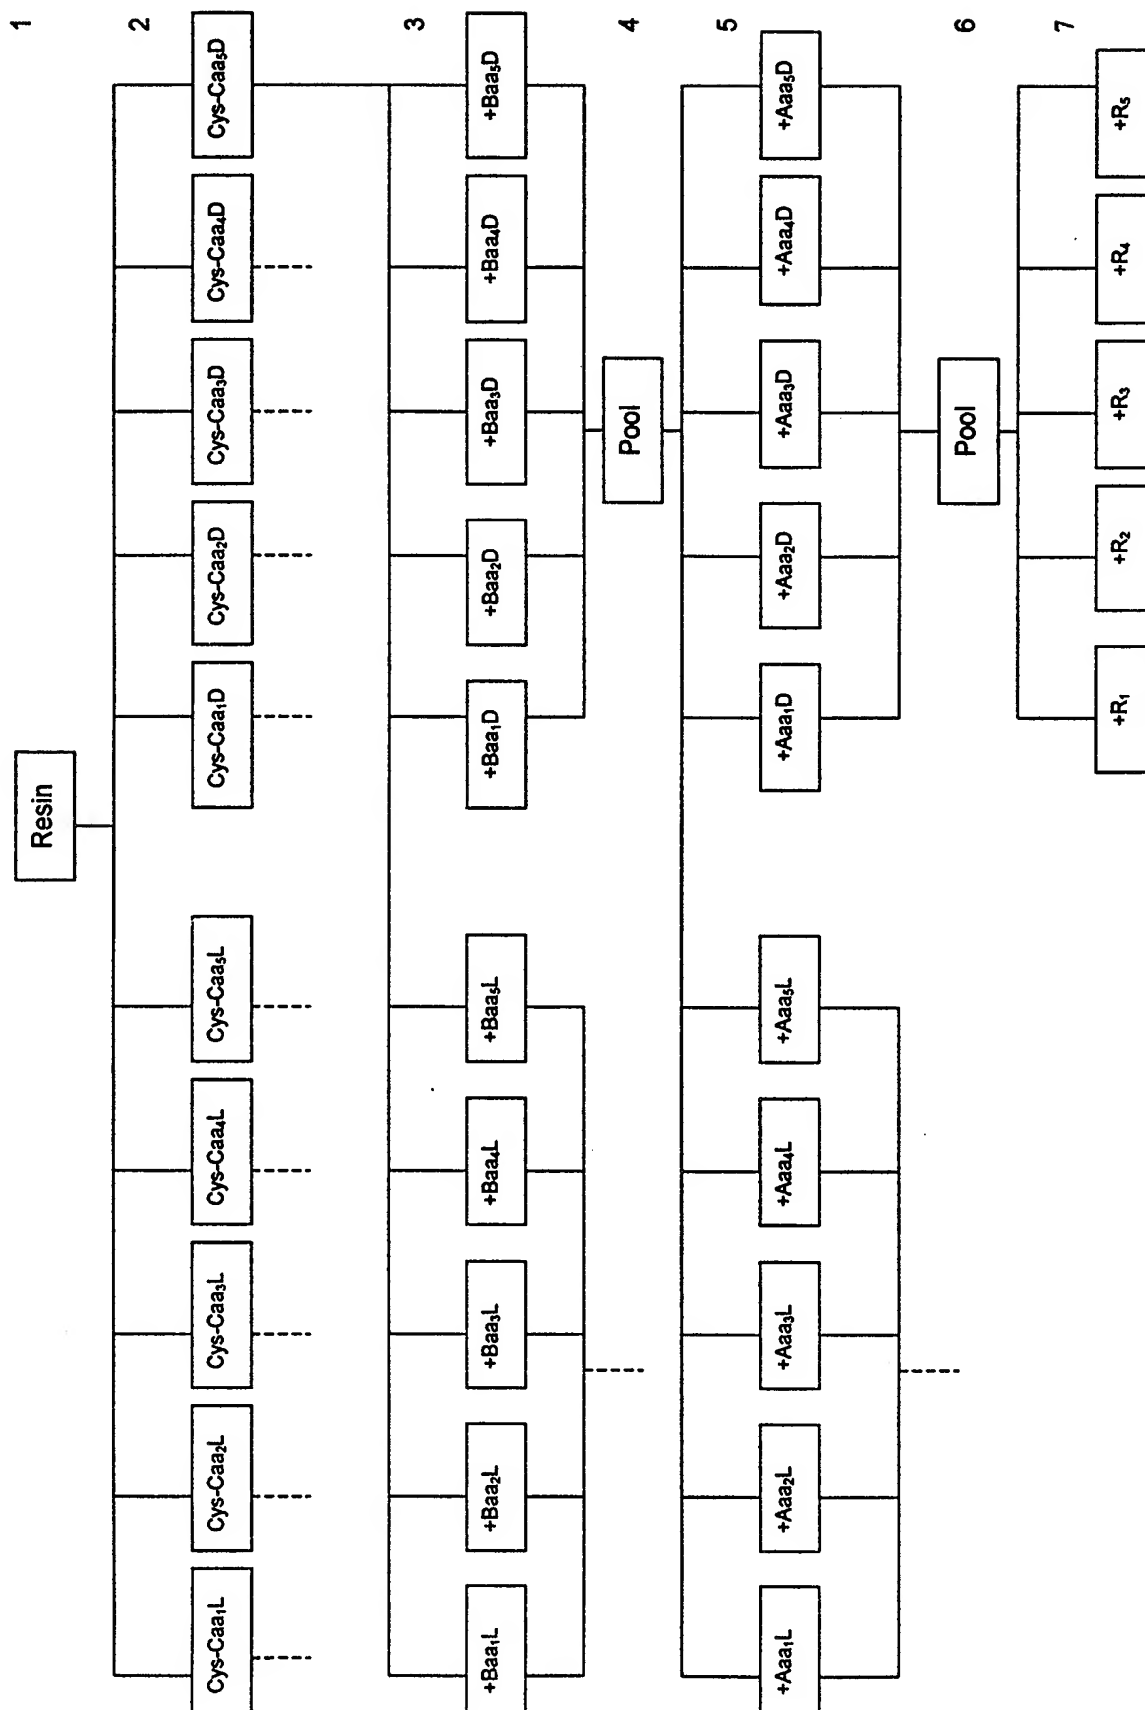 1
Resin
2
Cys-Caa₁L
Cys-Caa₂L
Cys-Caa₃L
Cys-Caa₄L
Cys-Caa₅L
Cys-Caa₁D
Cys-Caa₂D
Cys-Caa₃D
Cys-Caa₄D
Cys-Caa₅D
3
+Baa₁L
+Baa₂L
+Baa₃L
+Baa₄L
+Baa₅L
+Baa₁D
+Baa₂D
+Baa₃D
+Baa₄D
+Baa₅D
Pool
4
5
+Aaa₁L
+Aaa₂L
+Aaa₃L
+Aaa₄L
+Aaa₅L
+Aaa₁D
+Aaa₂D
+Aaa₃D
+Aaa₄D
+Aaa₅D
Pool
6
7
+R₁
+R₂
+R₃
+R₄
+R₅